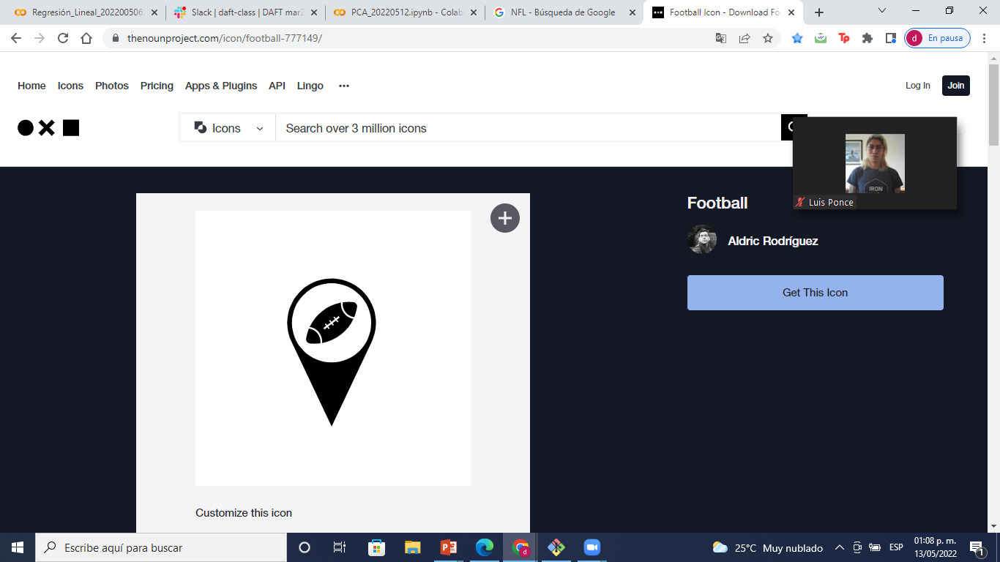 Regresión_Lineal_202200506.
Slack | daft-class | DAFT mar2
PCA_20220512.ipynb - Colab
NFL - Búsqueda de Google
Football Icon - Download Fo
thenounproject.com/icon/football-777149/
Tp
d
En pausa
Home
Icons
Photos
Pricing
Apps & Plugins
API
Lingo
Log In
Join
Icons
Search over 3 million icons
IRON
Luis Ponce
Football
Aldric Rodríguez
Get This Icon
Customize this icon
Escribe aquí para buscar
25°C Muy nublado
ESP
01:08 p. m.
13/05/2022
1